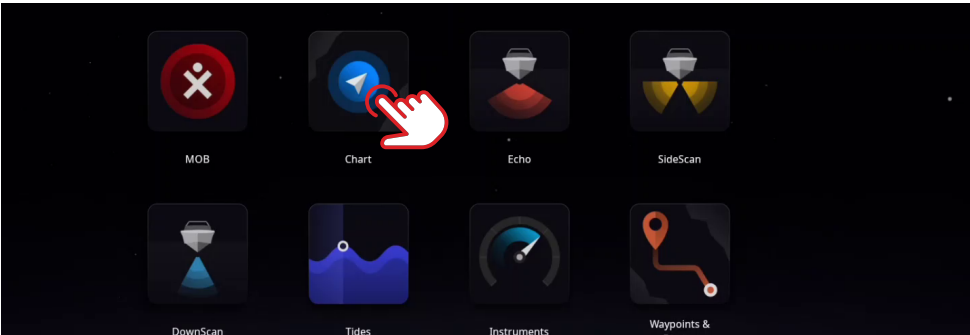 MOB
Chart
Echo
SideScan
DownScan
Tides
Instruments
Waypoints &